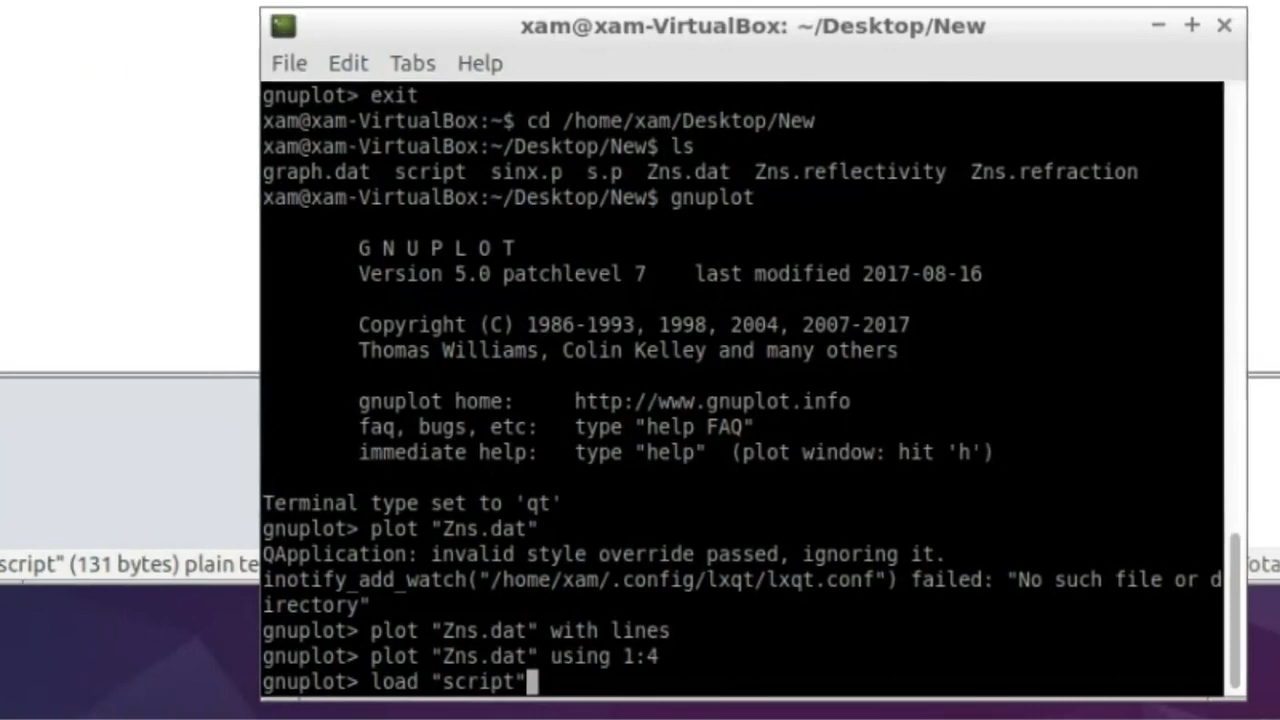 xam@xam-VirtualBox: ~/Desktop/New
File Edit Tabs Help
gnuplot> exit
xam@xam-VirtualBox:~$ cd /home/xam/Desktop/New
xam@xam-VirtualBox:~/Desktop/New$ ls
graph.dat script sinx.p s.p Zns.dat Zns.reflectivity Zns.refraction
xam@xam-VirtualBox:~/Desktop/New$ gnuplot
G N U P L O T
Version 5.0 patchlevel 7 last modified 2017-08-16
Copyright (C) 1986-1993, 1998, 2004, 2007-2017
Thomas Williams, Colin Kelley and many others
gnuplot home: http://www.gnuplot.info
faq, bugs, etc: type "help FAQ"
immediate help: type "help" (plot window: hit 'h')
Terminal type set to 'qt'
gnuplot> plot "Zns.dat"
QApplication: invalid style override passed, ignoring it.
inotify_add_watch("/home/xam/.config/lxqt/lxqt.conf") failed: "No such file or d
irectory"
gnuplot> plot "Zns.dat" with lines
gnuplot> plot "Zns.dat" using 1:4
gnuplot> load "script"
script" (131 bytes) plain te
ota